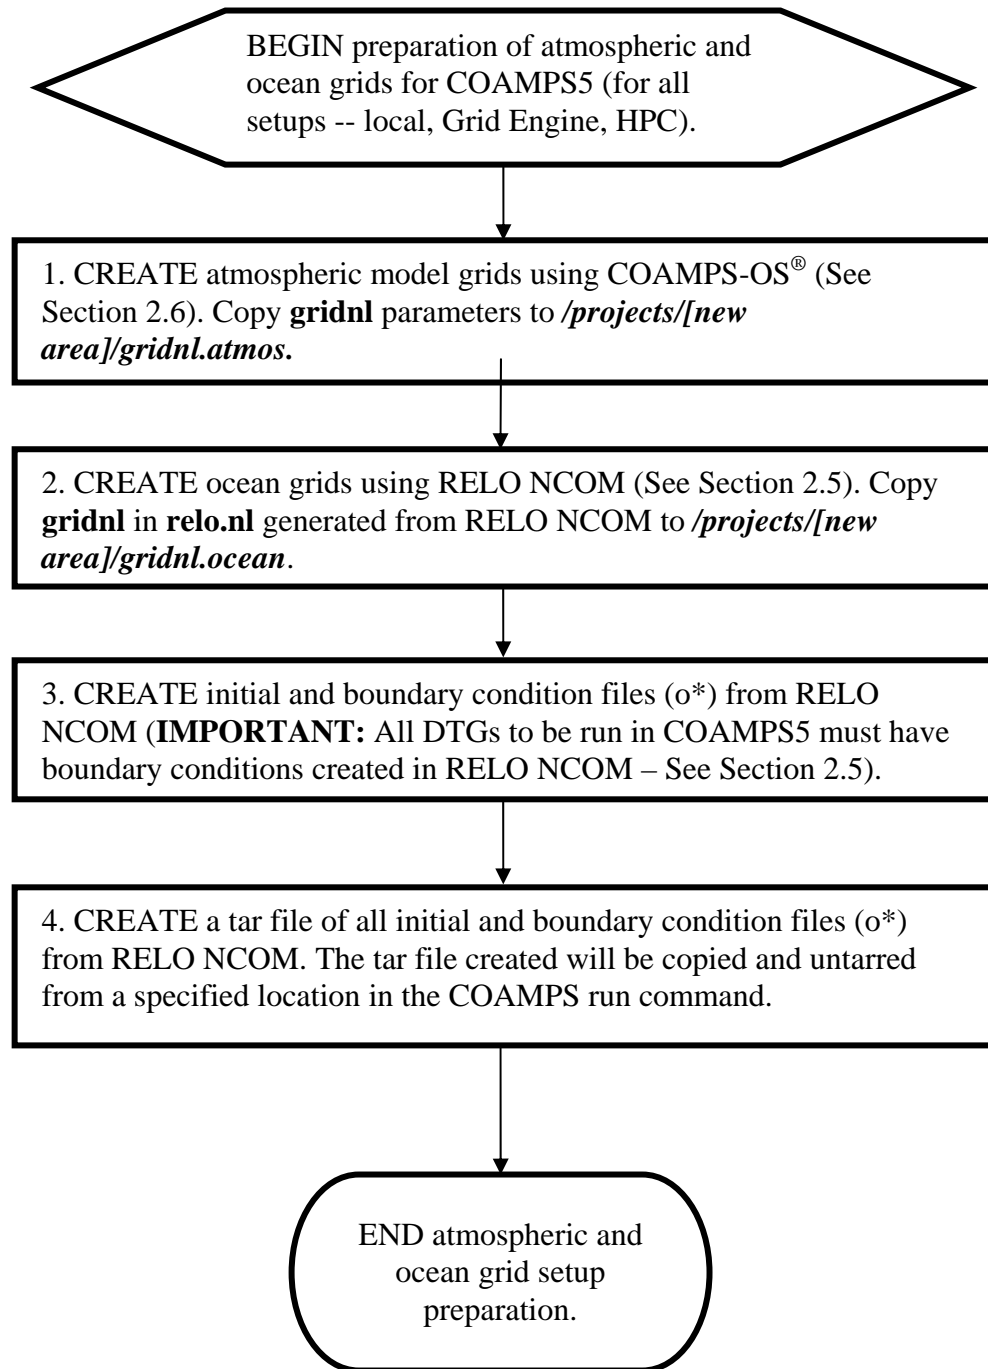 BEGIN preparation of atmospheric and
ocean grids for COAMPS5 (for all
setups -- local, Grid Engine, HPC).
1. CREATE atmospheric model grids using COAMPS-OS® (See
Section 2.6). Copy gridnl parameters to /projects/[new
area]/gridnl.atmos.
2. CREATE ocean grids using RELO NCOM (See Section 2.5). Copy
gridnl in relo.nl generated from RELO NCOM to /projects/[new
area]/gridnl.ocean.
3. CREATE initial and boundary condition files (o*) from RELO
NCOM (IMPORTANT: All DTGs to be run in COAMPS5 must have
boundary conditions created in RELO NCOM – See Section 2.5).
4. CREATE a tar file of all initial and boundary condition files (o*)
from RELO NCOM. The tar file created will be copied and untarred
from a specified location in the COAMPS run command.
END atmospheric and
ocean grid setup
preparation.